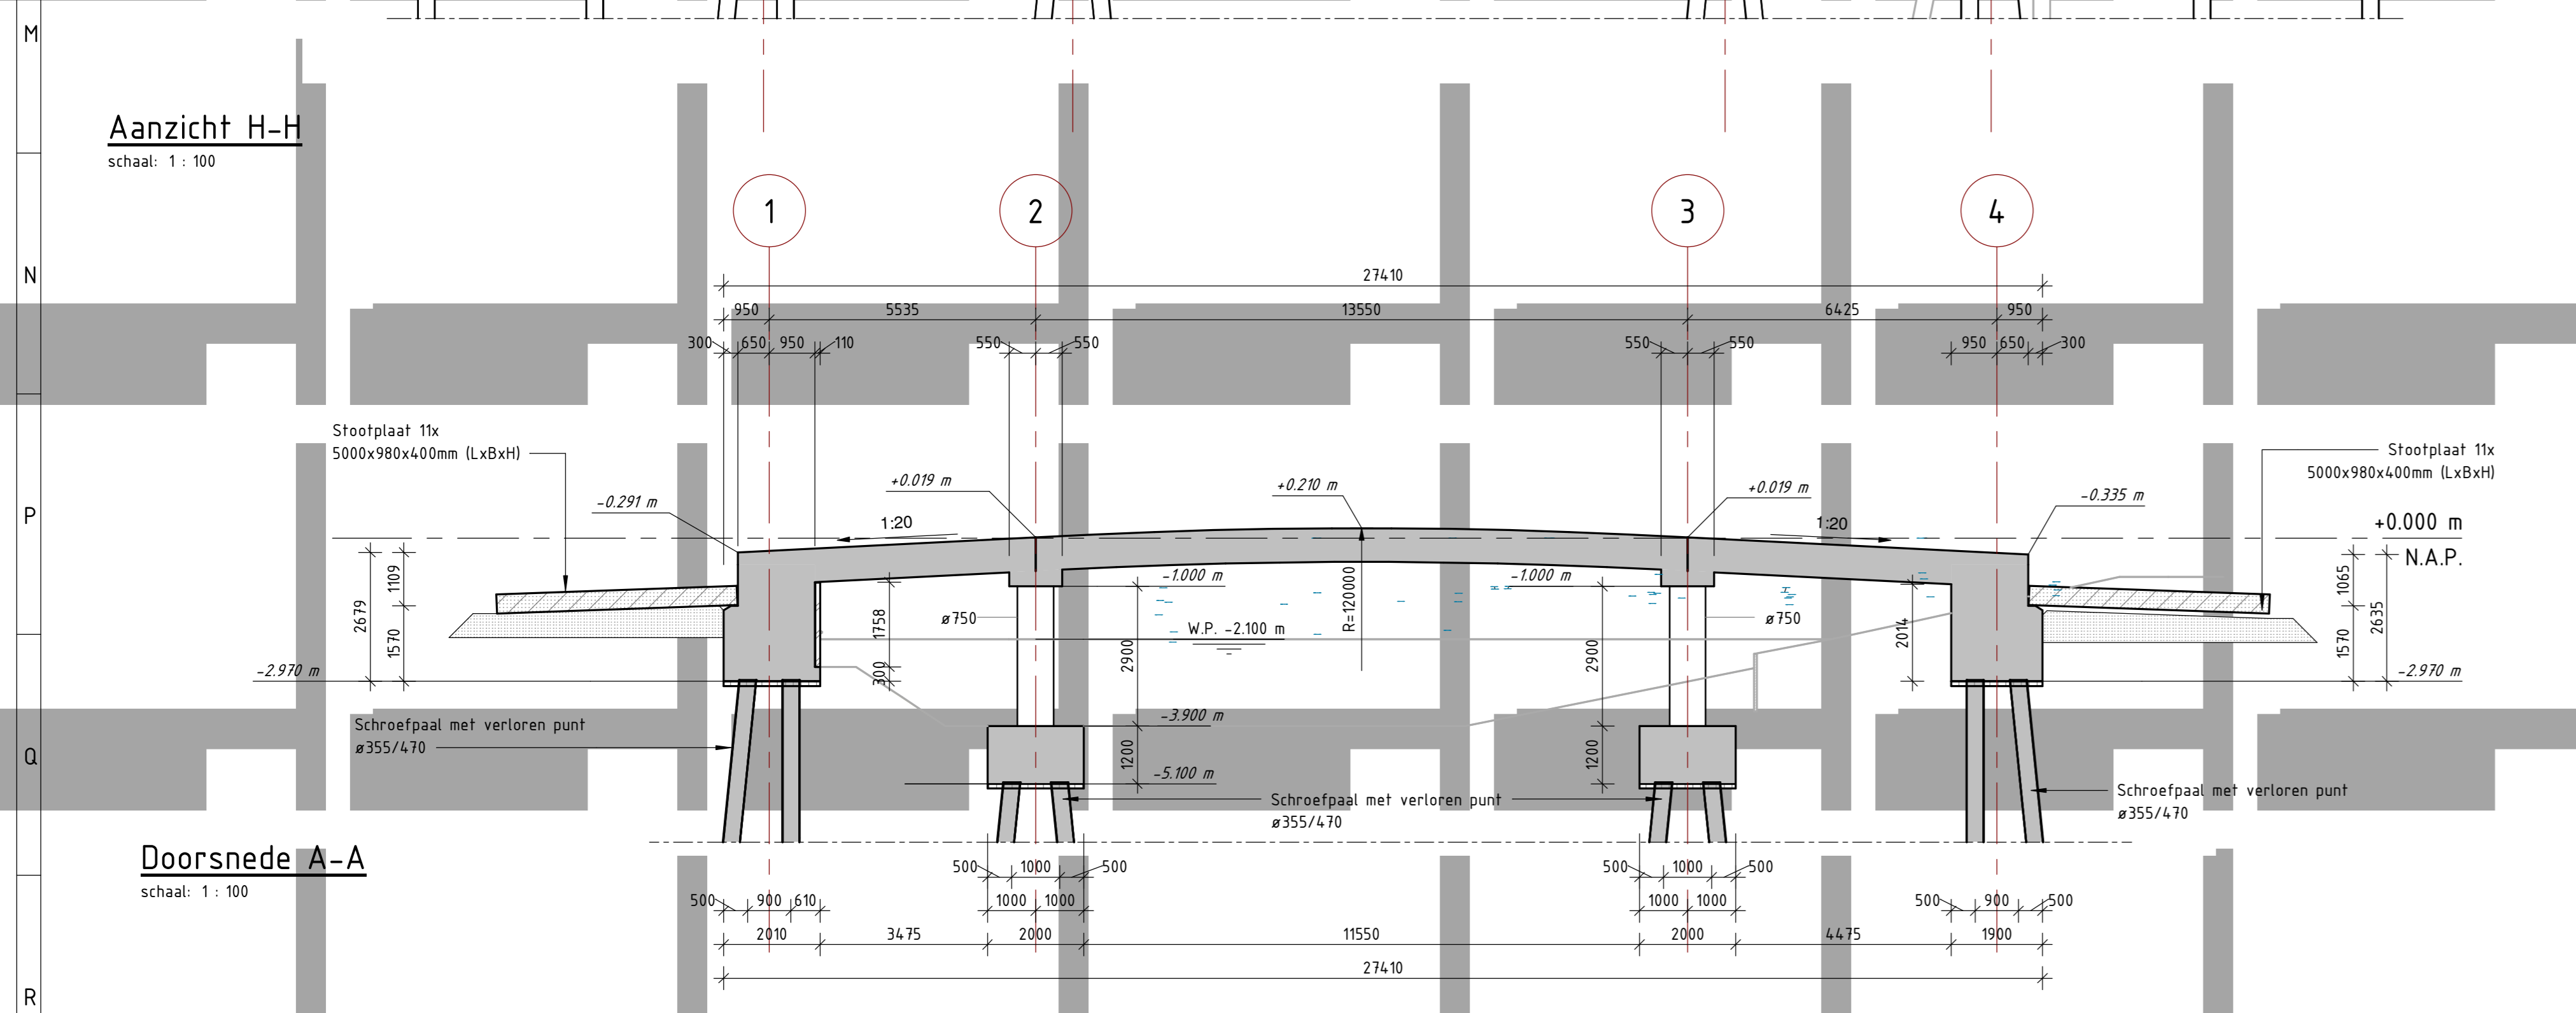 M
Aanzicht H-H
schaal: 1 : 100
1
2
3
4
N
27410
950
5535
13550
6425
950
300
650
950
110
550
550
550
550
950
650
300
Stootplaat 11x
5000x980x400mm (LxBxH)
Stootplaat 11x
5000x980x400mm (LxBxH)
P
-0.291 m
+0.019 m
+0.210 m
+0.019 m
-0.335 m
1:20
1:20
+0.000 m
N.A.P.
1109
2679
1570
1758
300
-1.000 m
-1.000 m
R=120000
ø750
ø750
W.P. -2.100 m
2900
2900
2014
1065
2635
1570
-2.970 m
-2.970 m
Q
Schroefpaal met verloren punt
ø355/470
-3.900 m
1200
1200
-5.100 m
Schroefpaal met verloren punt
ø355/470
Schroefpaal met verloren punt
ø355/470
Doorsnede A-A
schaal: 1 : 100
500
1000
500
500
1000
500
500
900
610
1000
1000
1000
1000
500
900
500
2010
3475
2000
11550
2000
4475
1900
27410
R